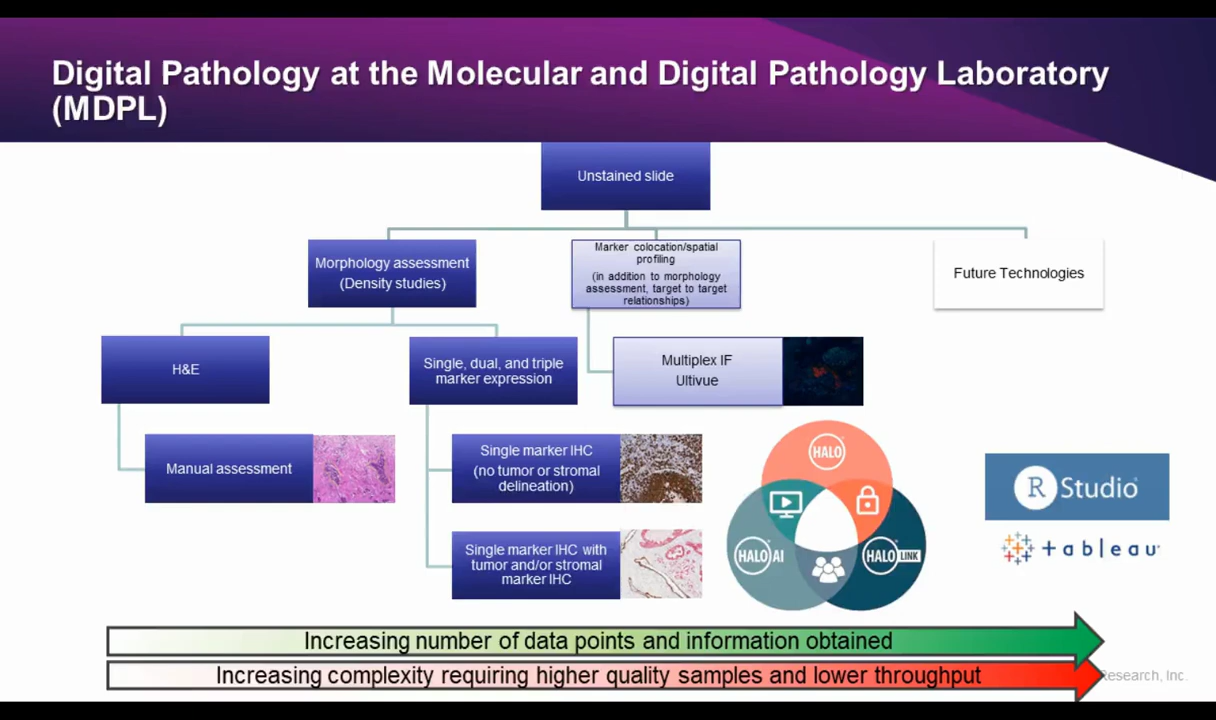 Digital Pathology at the Molecular and Digital Pathology Laboratory
(MDPL)
Unstained slide
Morphology assessment
(Density studies)
Marker colocation/spatial
profiling
(in addition to morphology
assessment, target to target
relationships)
Future Technologies
H&E
Single, dual, and triple
marker expression
Multiplex IF
Ultivue
Manual assessment
Single marker IHC
(no tumor or stromal
delineation)
Single marker IHC with
tumor and/or stromal
marker IHC
HALO
HALO AI
HALO LINK
R Studio
tableau
Increasing number of data points and information obtained
Increasing complexity requiring higher quality samples and lower throughput
Research, Inc.